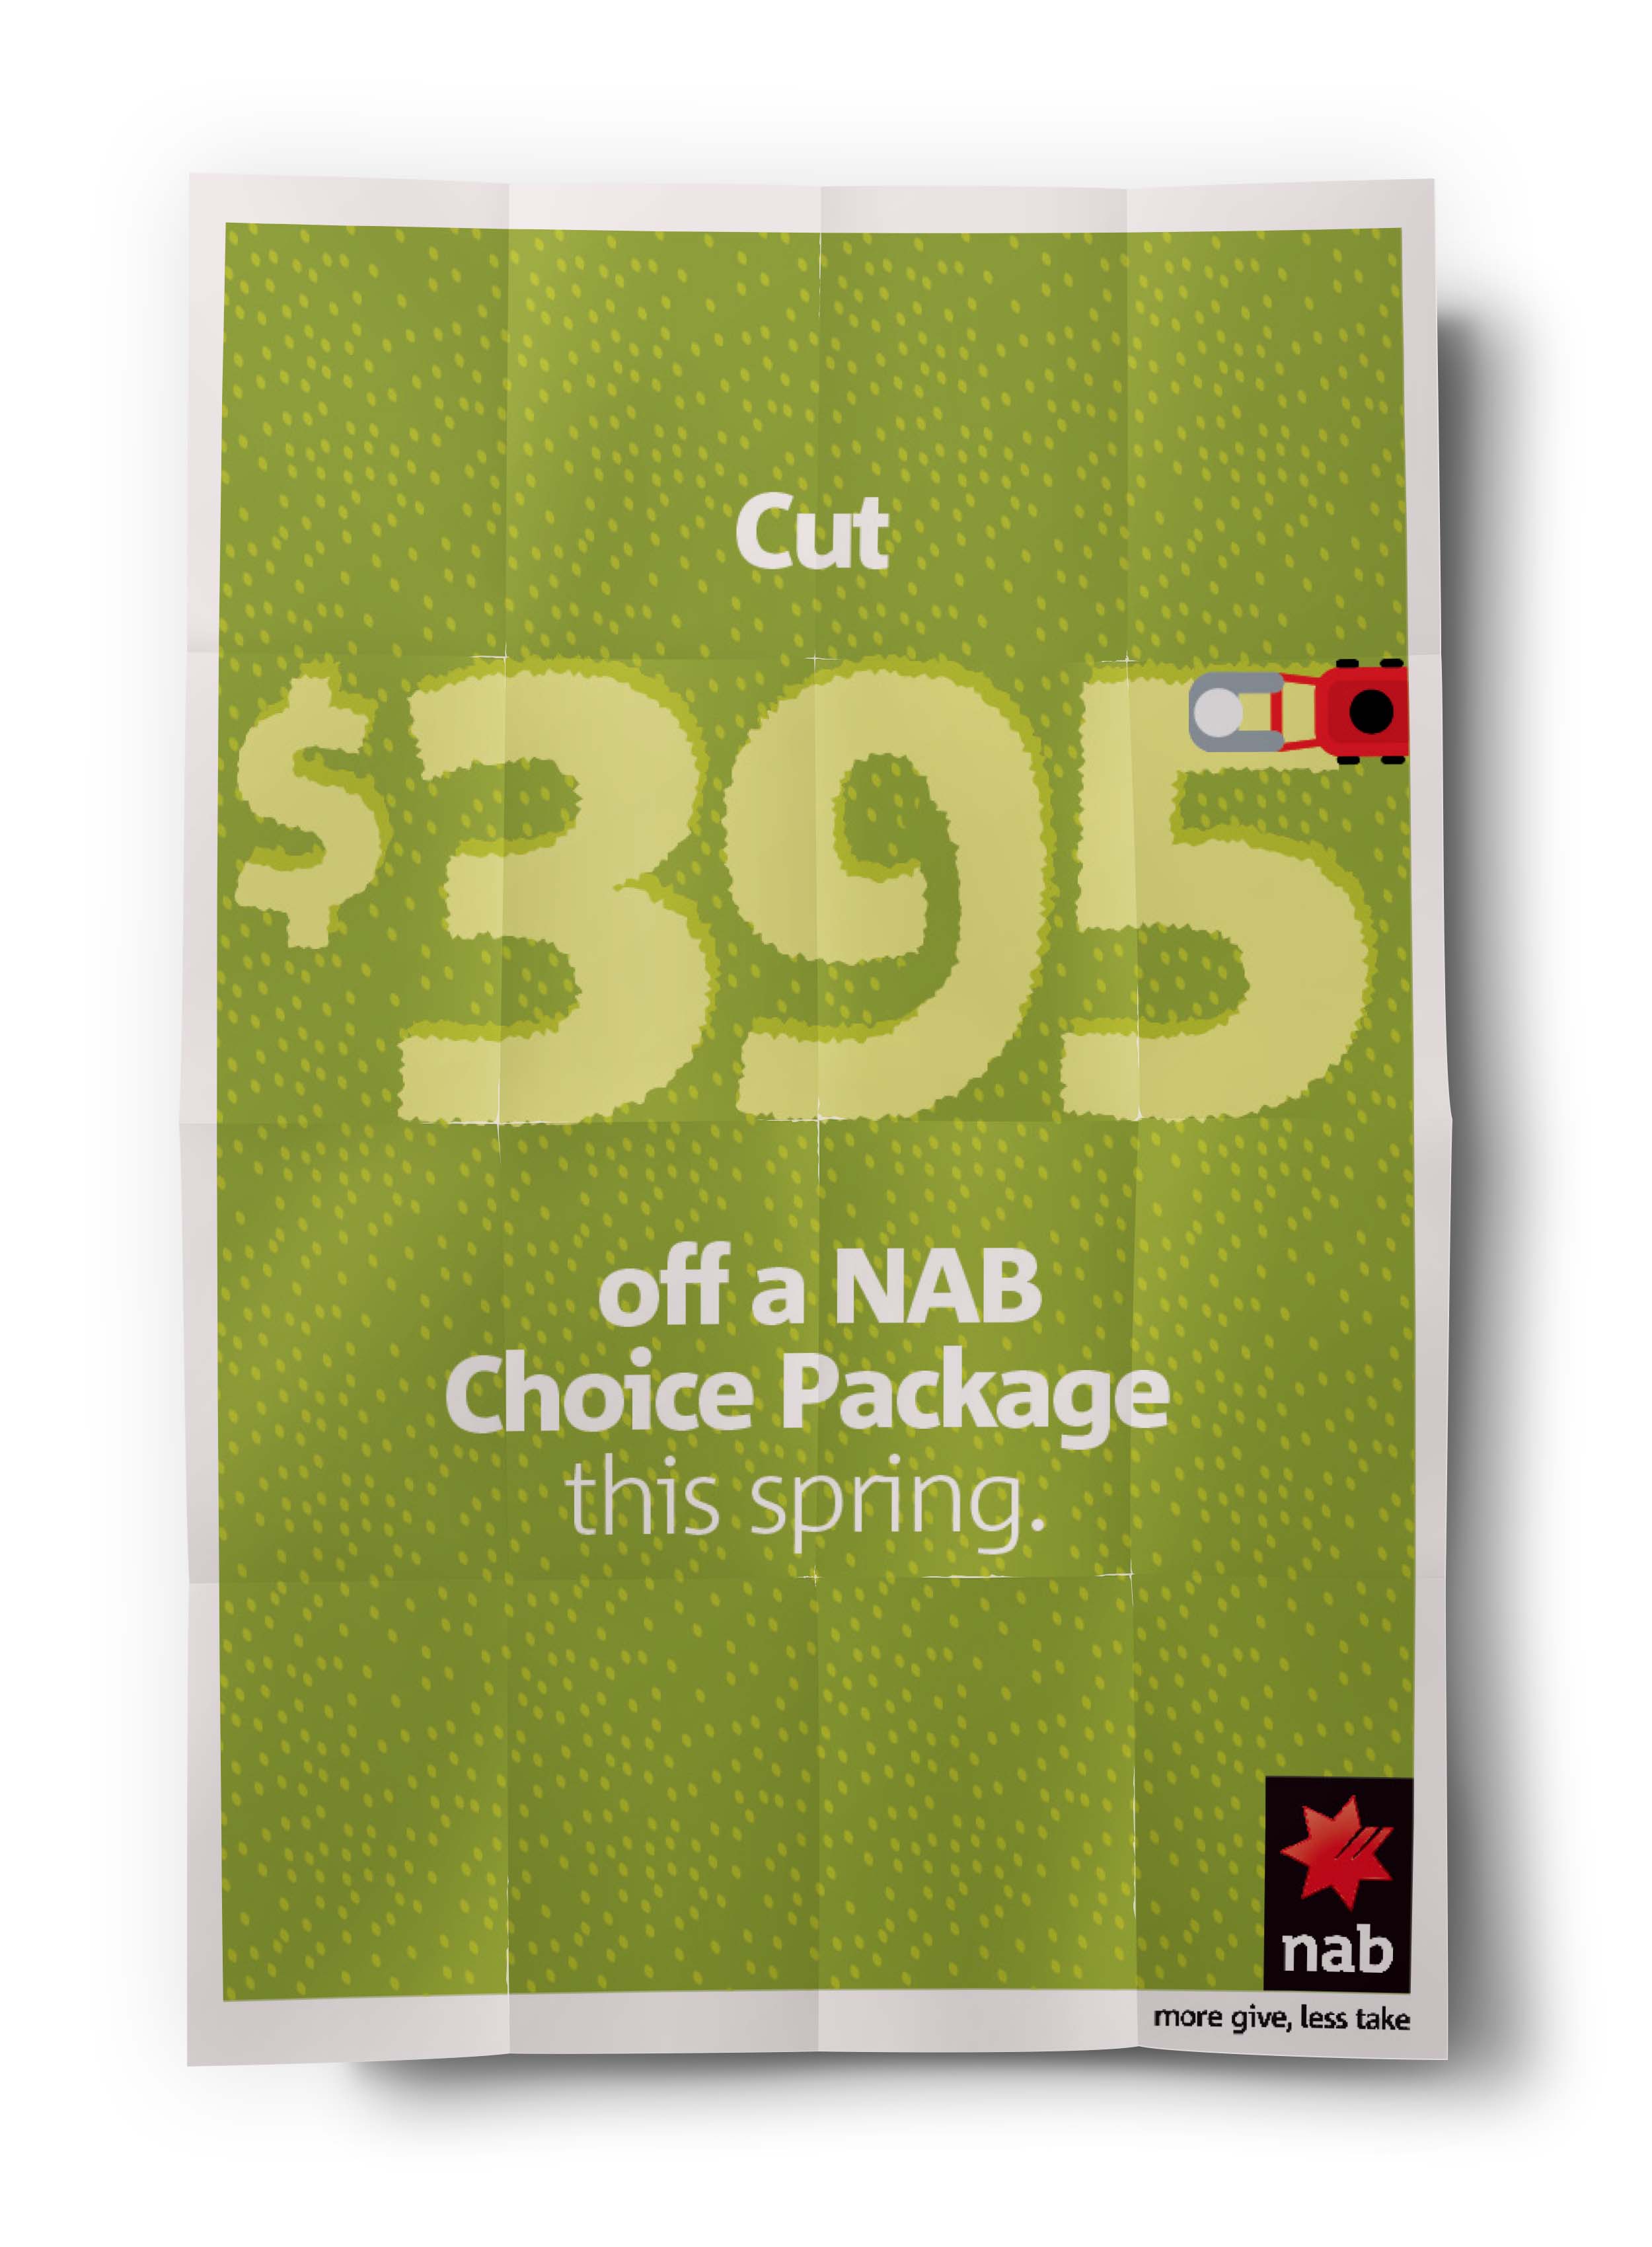 Cut
$395
off a NAB
Choice Package
this spring.
nab
more give, less take